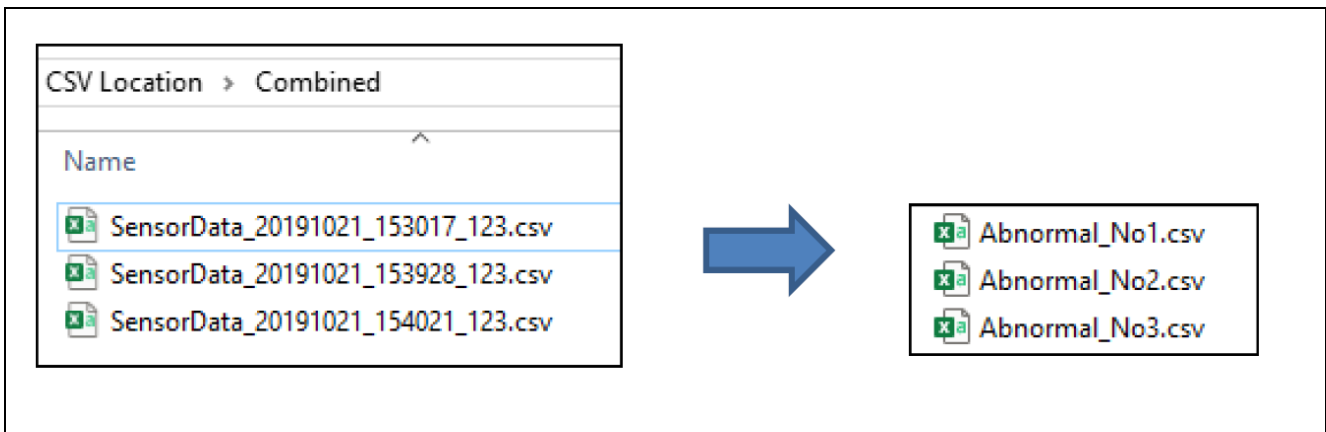 CSV Location > Combined
Name
SensorData_20191021_153017_123.csv
SensorData_20191021_153928_123.csv
SensorData_20191021_154021_123.csv
Abnormal_No1.csv
Abnormal_No2.csv
Abnormal_No3.csv